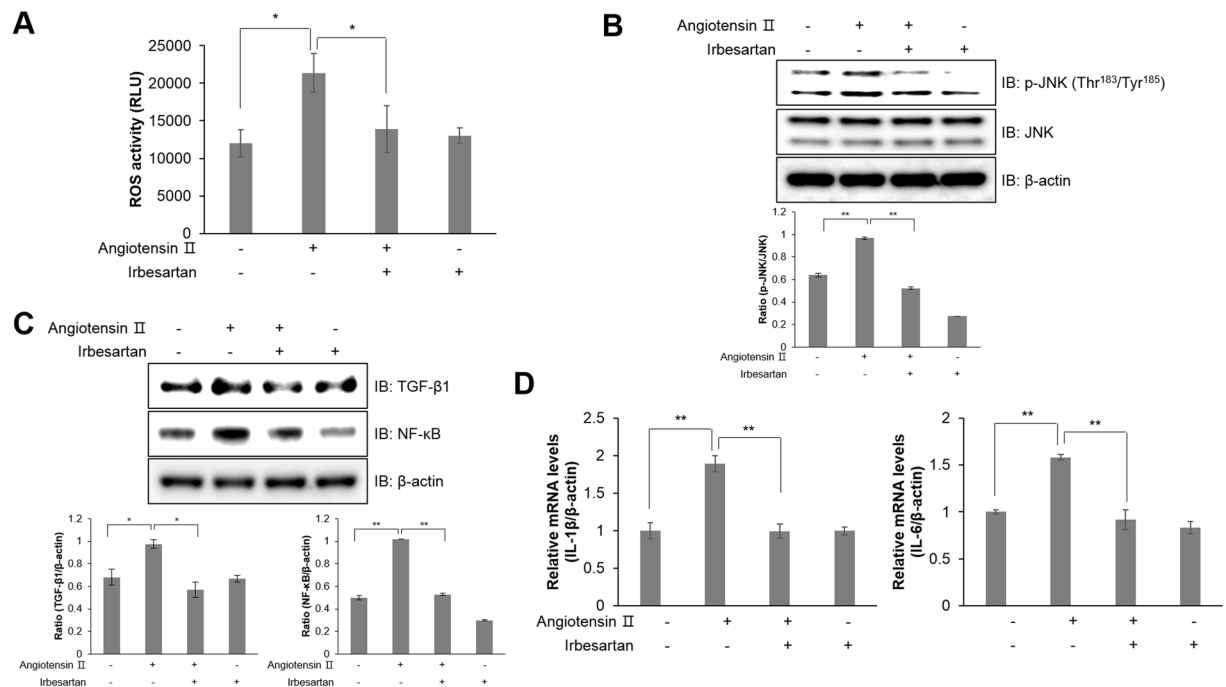 A
ROS activity (RLU)
25000
20000
15000
10000
5000
0
* *
Angiotensin Ⅱ - + + -
Irbesartan - - + +
B
Angiotensin Ⅱ - + + -
Irbesartan - - + +
IB: p-JNK (Thr183/Tyr185)
IB: JNK
IB: β-actin
Ratio (p-JNK/JNK)
1.2
1
0.8
0.6
0.4
0.2
0
** **
Angiotensin Ⅱ - + + -
Irbesartan - - + +
C
Angiotensin Ⅱ - + + -
Irbesartan - - + +
IB: TGF-β1
IB: NF-κB
IB: β-actin
Ratio (TGF-β1/β-actin)
1.2
1
0.8
0.6
0.4
0.2
0
* *
Angiotensin Ⅱ - + + -
Irbesartan - - + +
Ratio (NF-κB/β-actin)
1.2
1
0.8
0.6
0.4
0.2
0
** **
Angiotensin Ⅱ - + + -
Irbesartan - - + +
D
Relative mRNA levels
(IL-1β/β-actin)
2.5
2
1.5
1
0.5
0
** **
Angiotensin Ⅱ - + + -
Irbesartan - - + +
Relative mRNA levels
(IL-6/β-actin)
2
1.5
1
0.5
0
** **
- + + -
- - + +